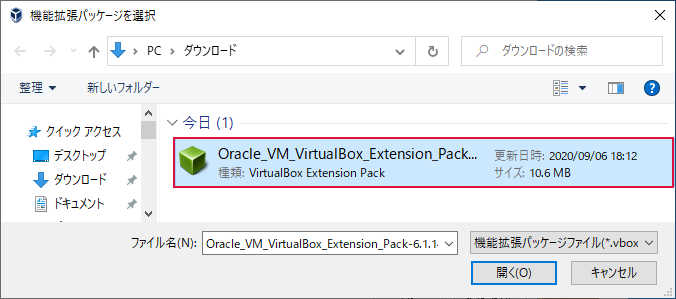 機能拡張パッケージを選択
PC › ダウンロード
ダウンロードの検索
整理 新しいフォルダー
今日 (1)
クイック アクセス
デスクトップ
ダウンロード
ドキュメント
Oracle_VM_VirtualBox_Extension_Pack...
種類: VirtualBox Extension Pack
更新日時: 2020/09/06 18:12
サイズ: 10.6 MB
ファイル名(N): Oracle_VM_VirtualBox_Extension_Pack-6.1.1
機能拡張パッケージファイル(*.vbox
開く(O) キャンセル